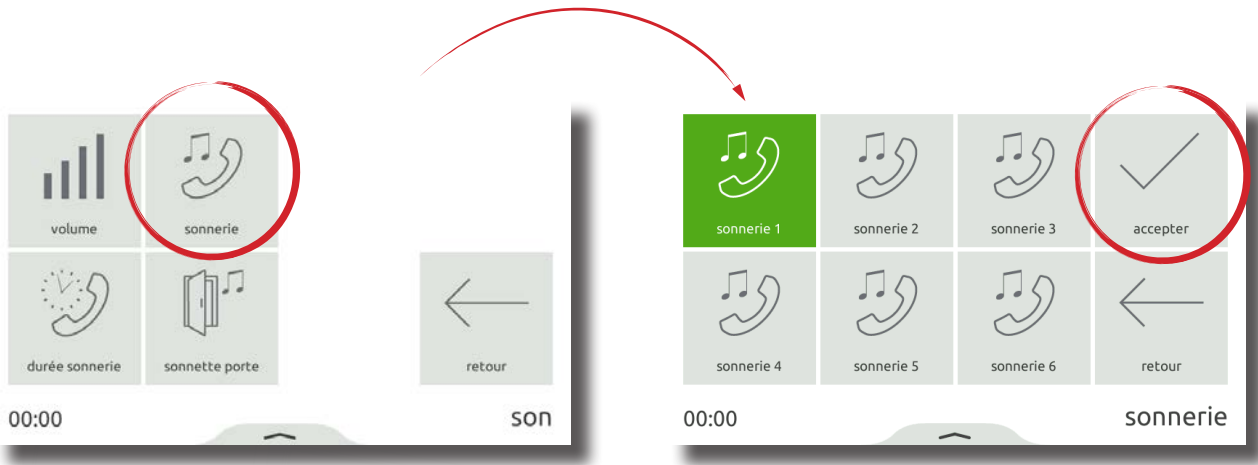 volume
sonnerie
durée sonnerie
sonnette porte
retour
00:00
son
sonnerie 1
sonnerie 2
sonnerie 3
accepter
sonnerie 4
sonnerie 5
sonnerie 6
retour
00:00
sonnerie